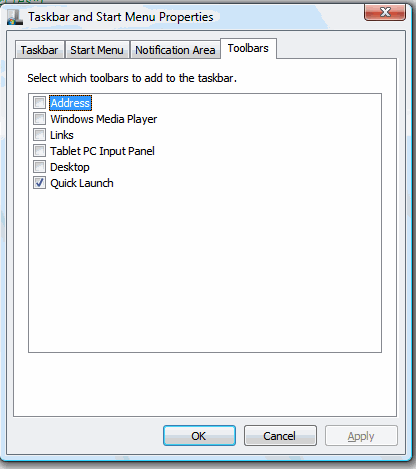 Taskbar and Start Menu Properties
Taskbar Start Menu Notification Area Toolbars
Select which toolbars to add to the taskbar.
Address
Windows Media Player
Links
Tablet PC Input Panel
Desktop
Quick Launch
OK Cancel Apply